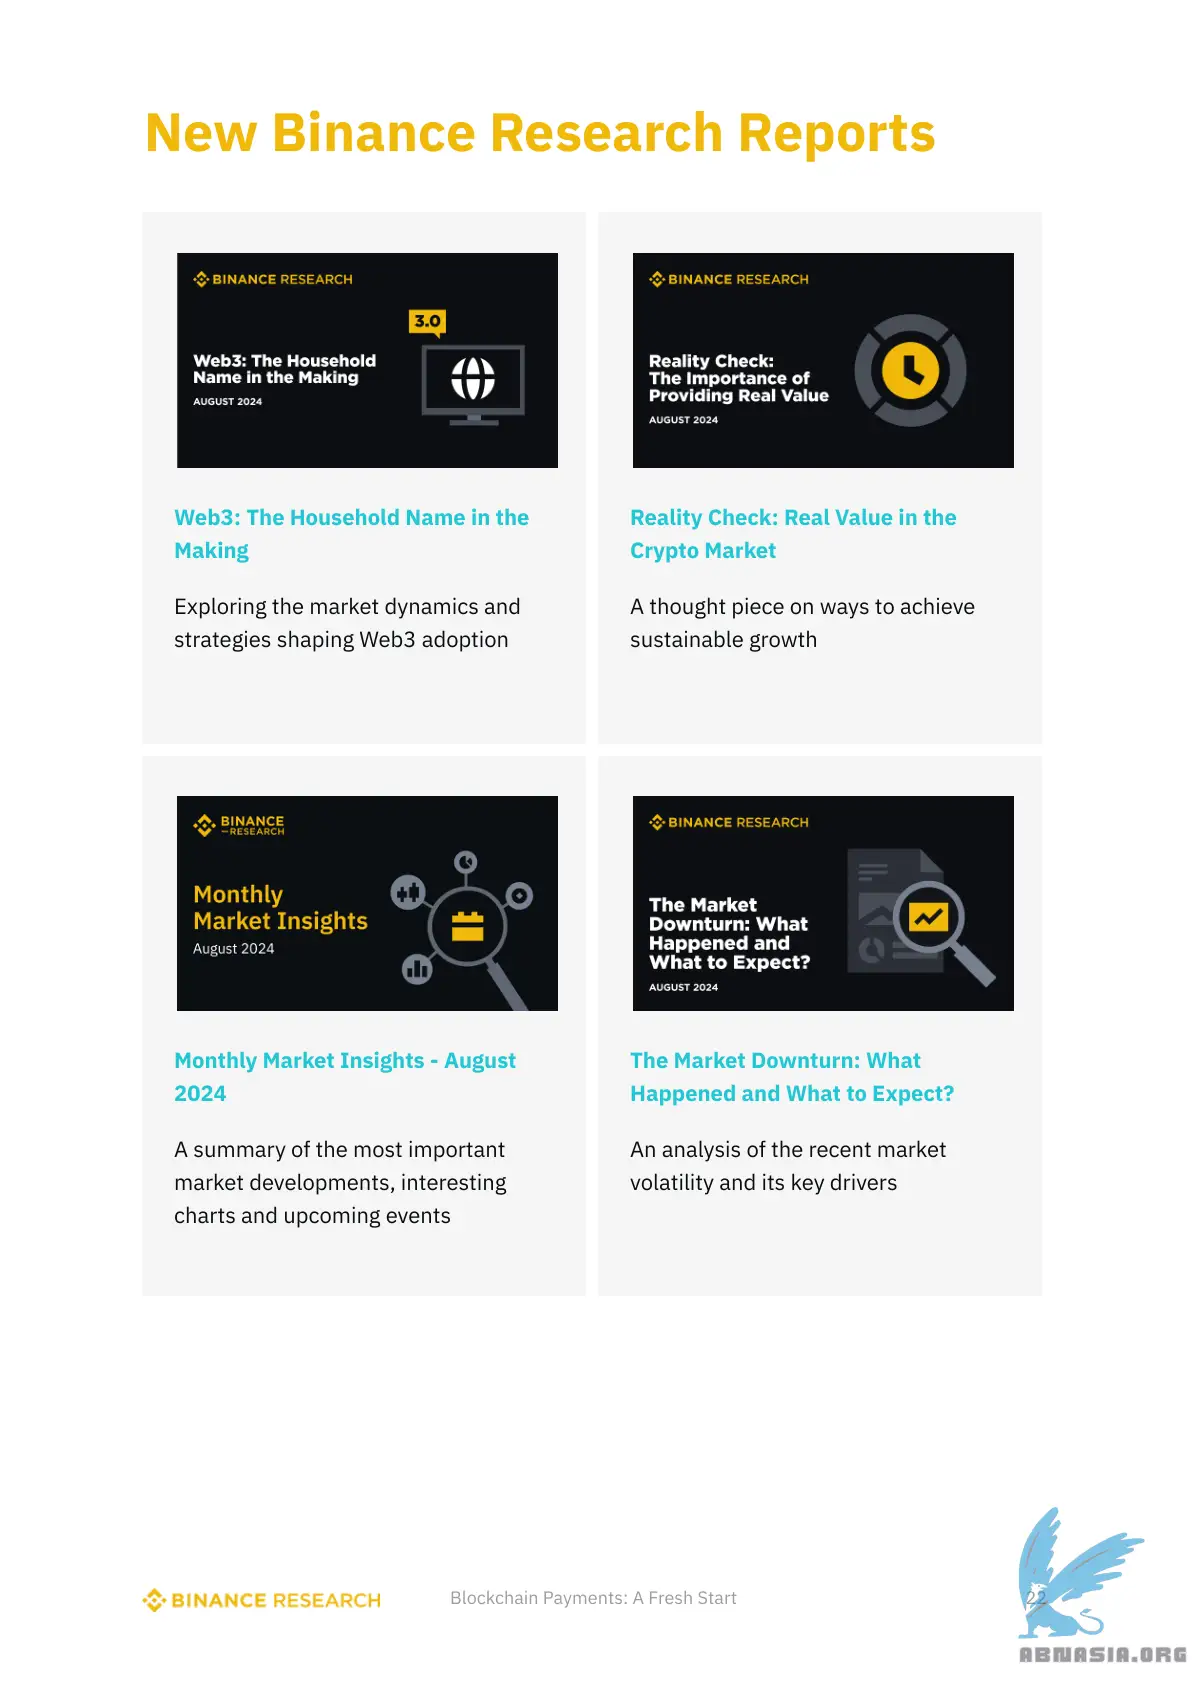 New Binance Research Reports
BINANCE RESEARCH
3.0
Web3: The Household
Name in the Making
AUGUST 2024
Web3: The Household Name in the
Making
Exploring the market dynamics and
strategies shaping Web3 adoption
BINANCE RESEARCH
Reality Check:
The Importance of
Providing Real Value
AUGUST 2024
Reality Check: Real Value in the
Crypto Market
A thought piece on ways to achieve
sustainable growth
BINANCE
RESEARCH
Monthly
Market Insights
August 2024
Monthly Market Insights - August
2024
A summary of the most important
market developments, interesting
charts and upcoming events
BINANCE RESEARCH
The Market
Downturn: What
Happened and
What to Expect?
AUGUST 2024
The Market Downturn: What
Happened and What to Expect?
An analysis of the recent market
volatility and its key drivers
BINANCE RESEARCH
Blockchain Payments: A Fresh Start
22
ABNASIA.ORG